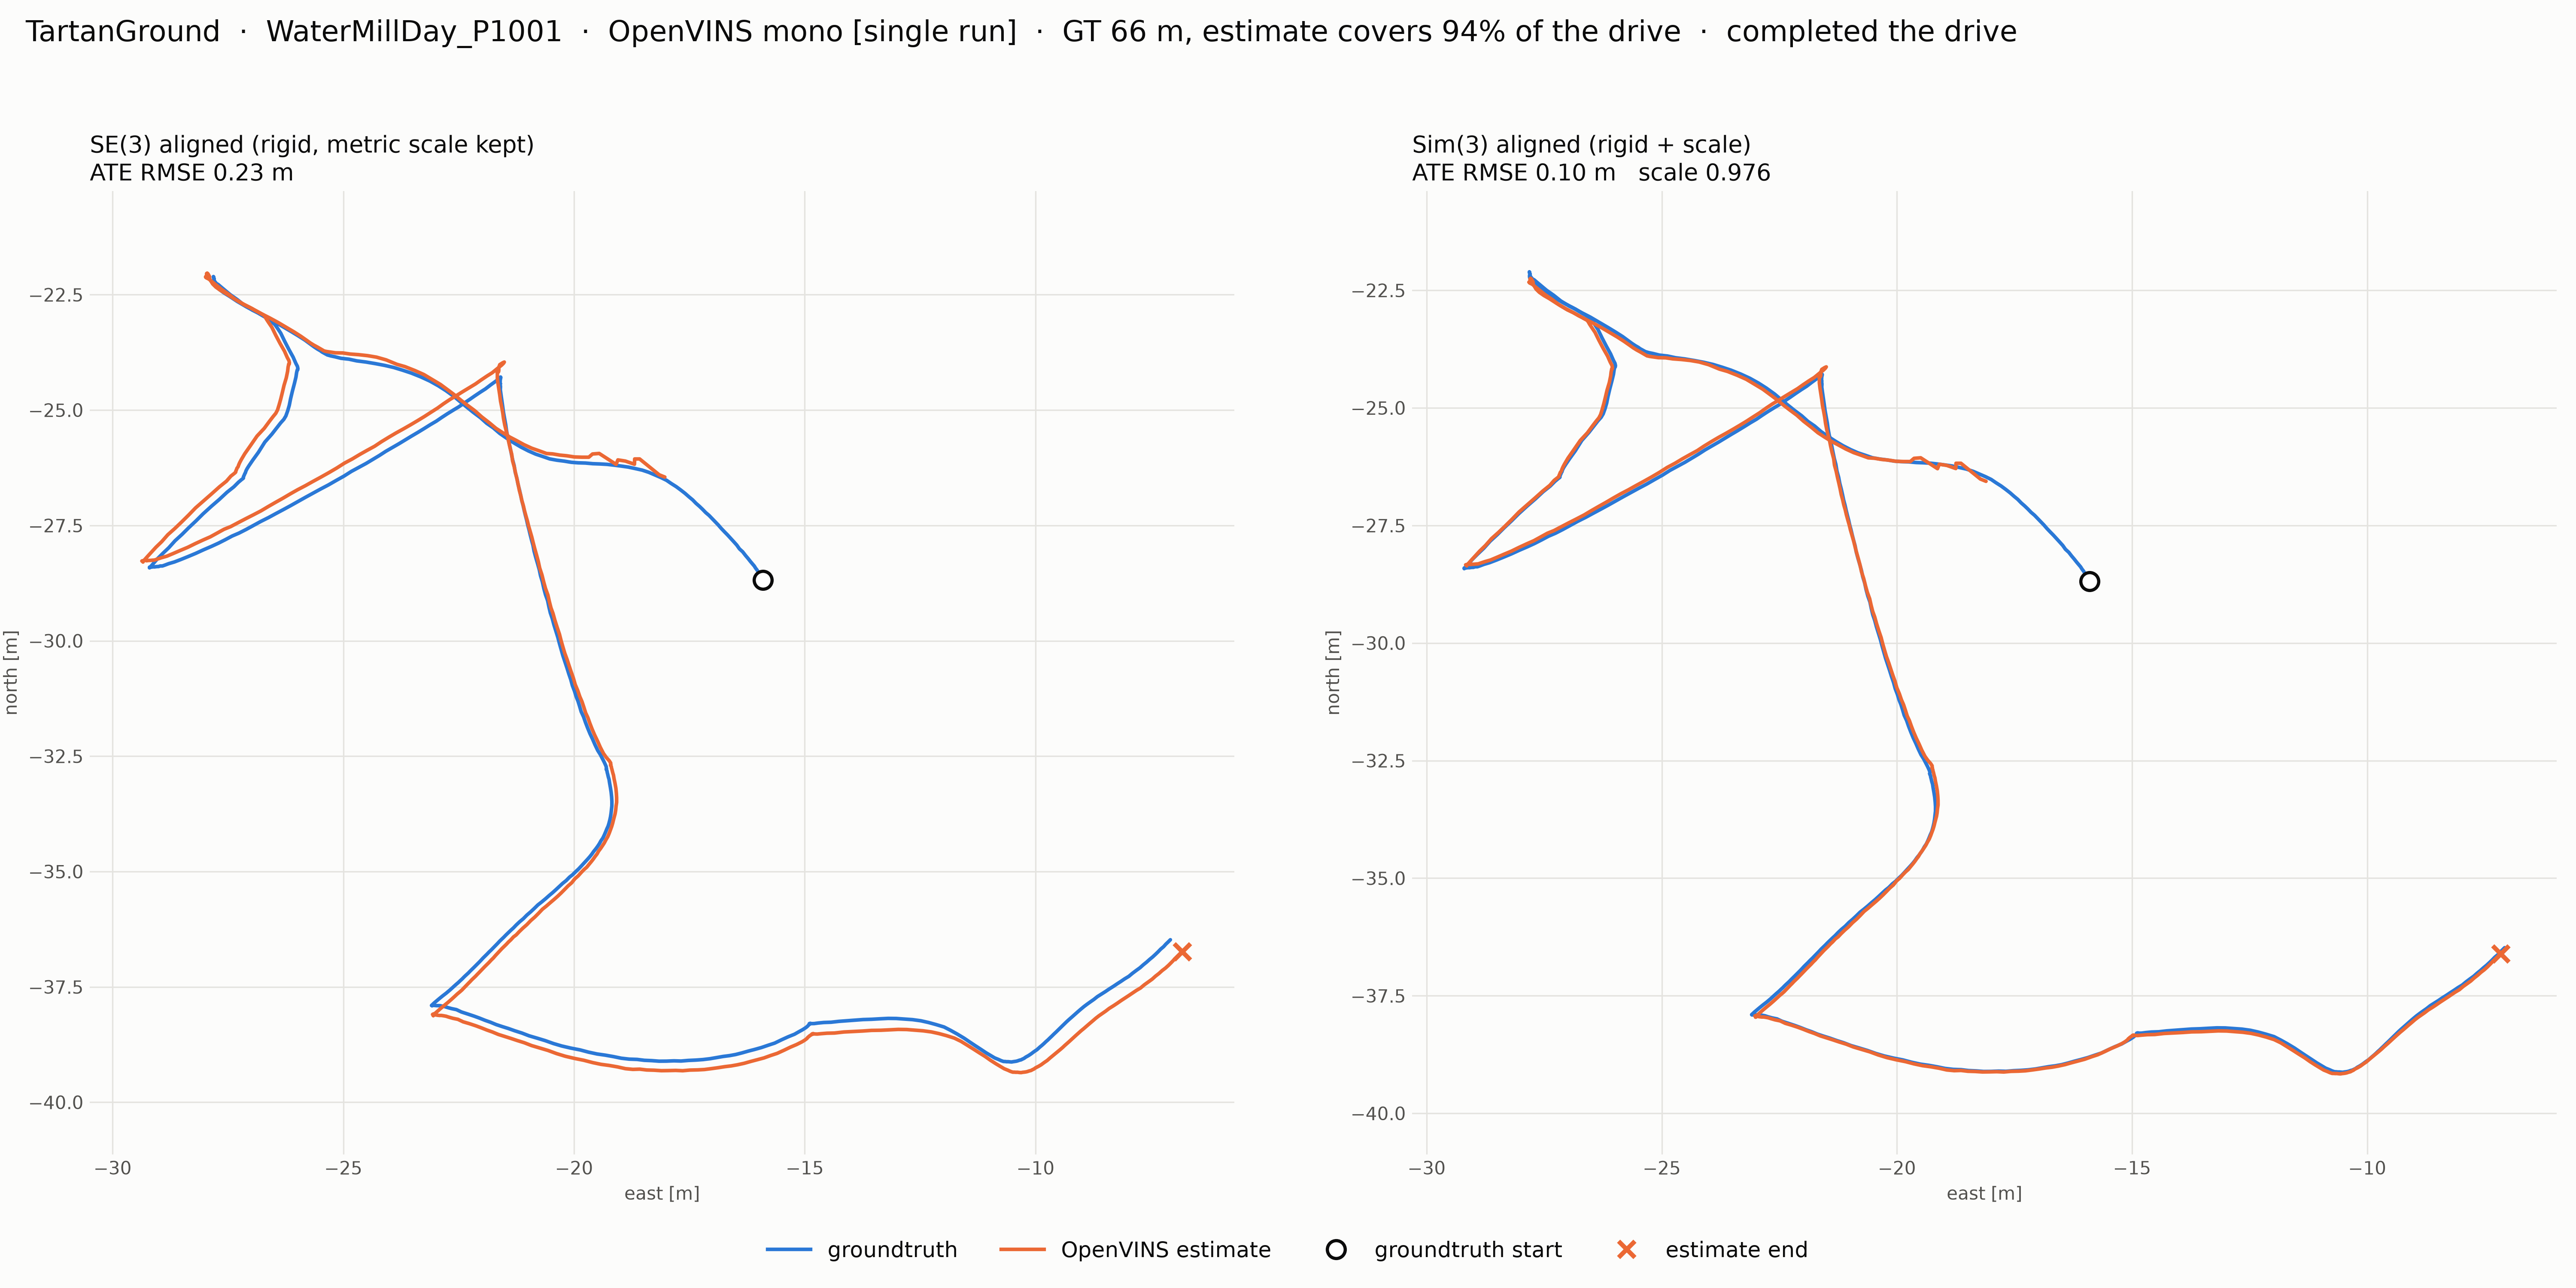 TartanGround · WaterMillDay_P1001 · OpenVINS mono [single run] · GT 66 m, estimate covers 94% of the drive · completed the drive
SE(3) aligned (rigid, metric scale kept)
ATE RMSE 0.23 m
−22.5
−25.0
−27.5
−30.0
−32.5
−35.0
−37.5
−40.0
north [m]
−30
−25
−20
−15
−10
east [m]
Sim(3) aligned (rigid + scale)
ATE RMSE 0.10 m   scale 0.976
−22.5
−25.0
−27.5
−30.0
−32.5
−35.0
−37.5
−40.0
north [m]
−30
−25
−20
−15
−10
east [m]
groundtruth
OpenVINS estimate
groundtruth start
estimate end